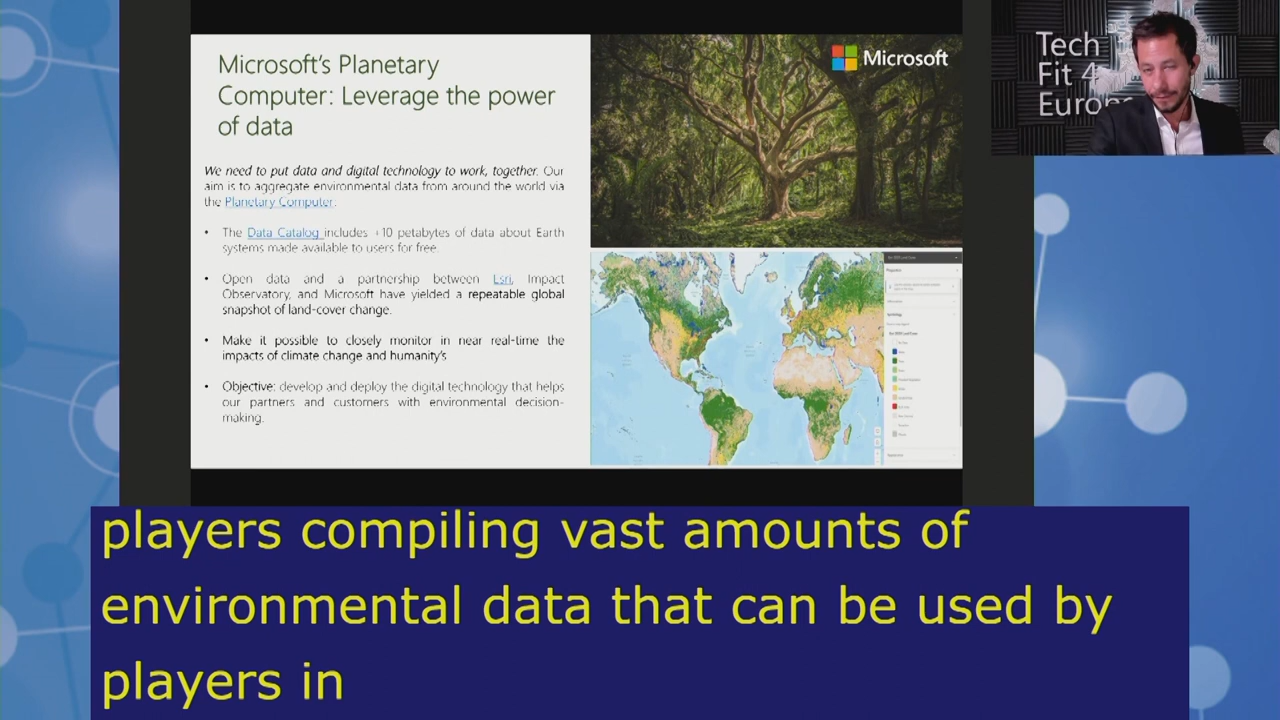 Microsoft's Planetary
Computer: Leverage the power
of data
We need to put data and digital technology to work, together. Our
aim is to aggregate environmental data from around the world via
the Planetary Computer.
• The Data Catalog includes +10 petabytes of data about Earth
systems made available to users for free.
• Open data and a partnership between Esri, Impact
Observatory and Microsoft have yielded a repeatable global
snapshot of land-cover change.
• Make it possible to closely monitor in near real-time the
impacts of climate change and humanity's
• Objective: develop and deploy the digital technology that helps
our partners and customers with environmental decision-
making.
Microsoft
Tech
Fit 4
Europe
players compiling vast amounts of
environmental data that can be used by
players in